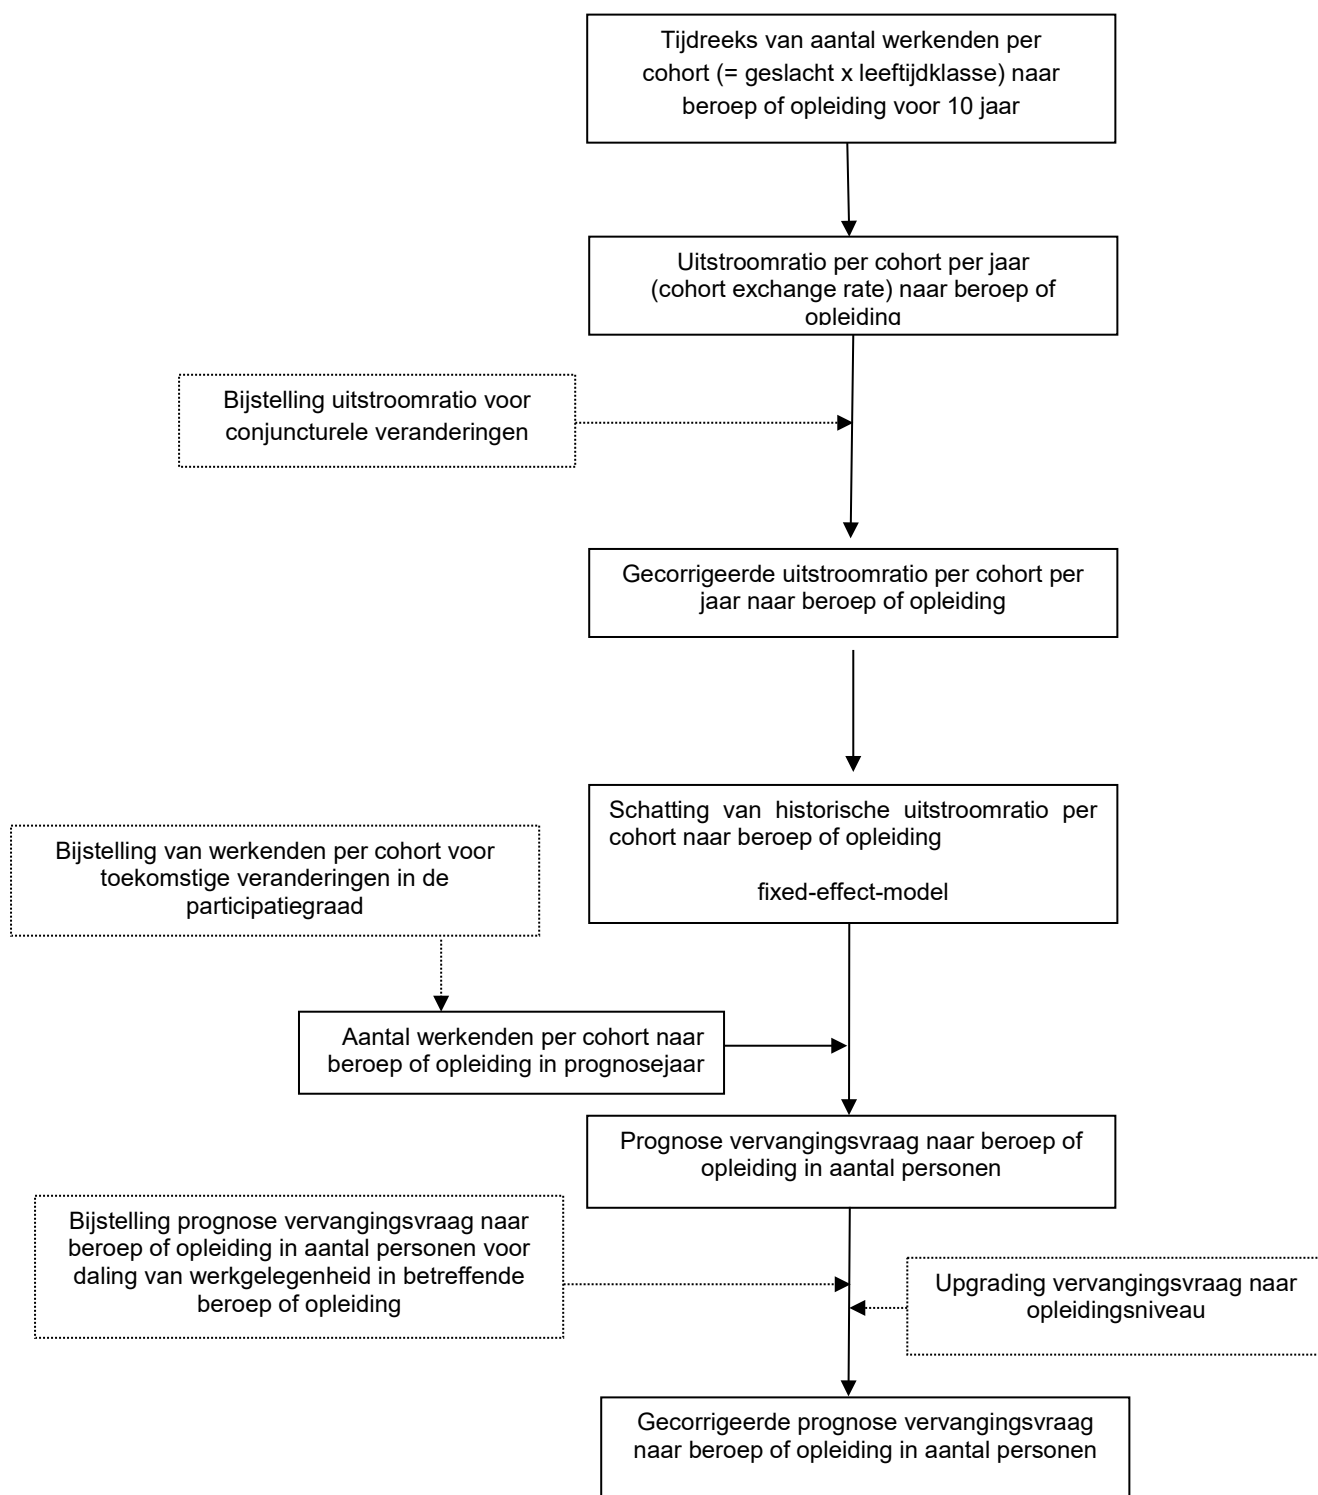 Tijdreeks van aantal werkenden per
cohort (= geslacht x leeftijdklasse) naar
beroep of opleiding voor 10 jaar
Uitstroomratio per cohort per jaar
(cohort exchange rate) naar beroep of
opleiding
Bijstelling uitstroomratio voor
conjuncturele veranderingen
Gecorrigeerde uitstroomratio per cohort per
jaar naar beroep of opleiding
Schatting van historische uitstroomratio per
cohort naar beroep of opleiding
fixed-effect-model
Bijstelling van werkenden per cohort voor
toekomstige veranderingen in de
participatiegraad
Aantal werkenden per cohort naar
beroep of opleiding in prognosejaar
Prognose vervangingsvraag naar beroep of
opleiding in aantal personen
Bijstelling prognose vervangingsvraag naar
beroep of opleiding in aantal personen voor
daling van werkgelegenheid in betreffende
beroep of opleiding
Upgrading vervangingsvraag naar
opleidingsniveau
Gecorrigeerde prognose vervangingsvraag
naar beroep of opleiding in aantal personen